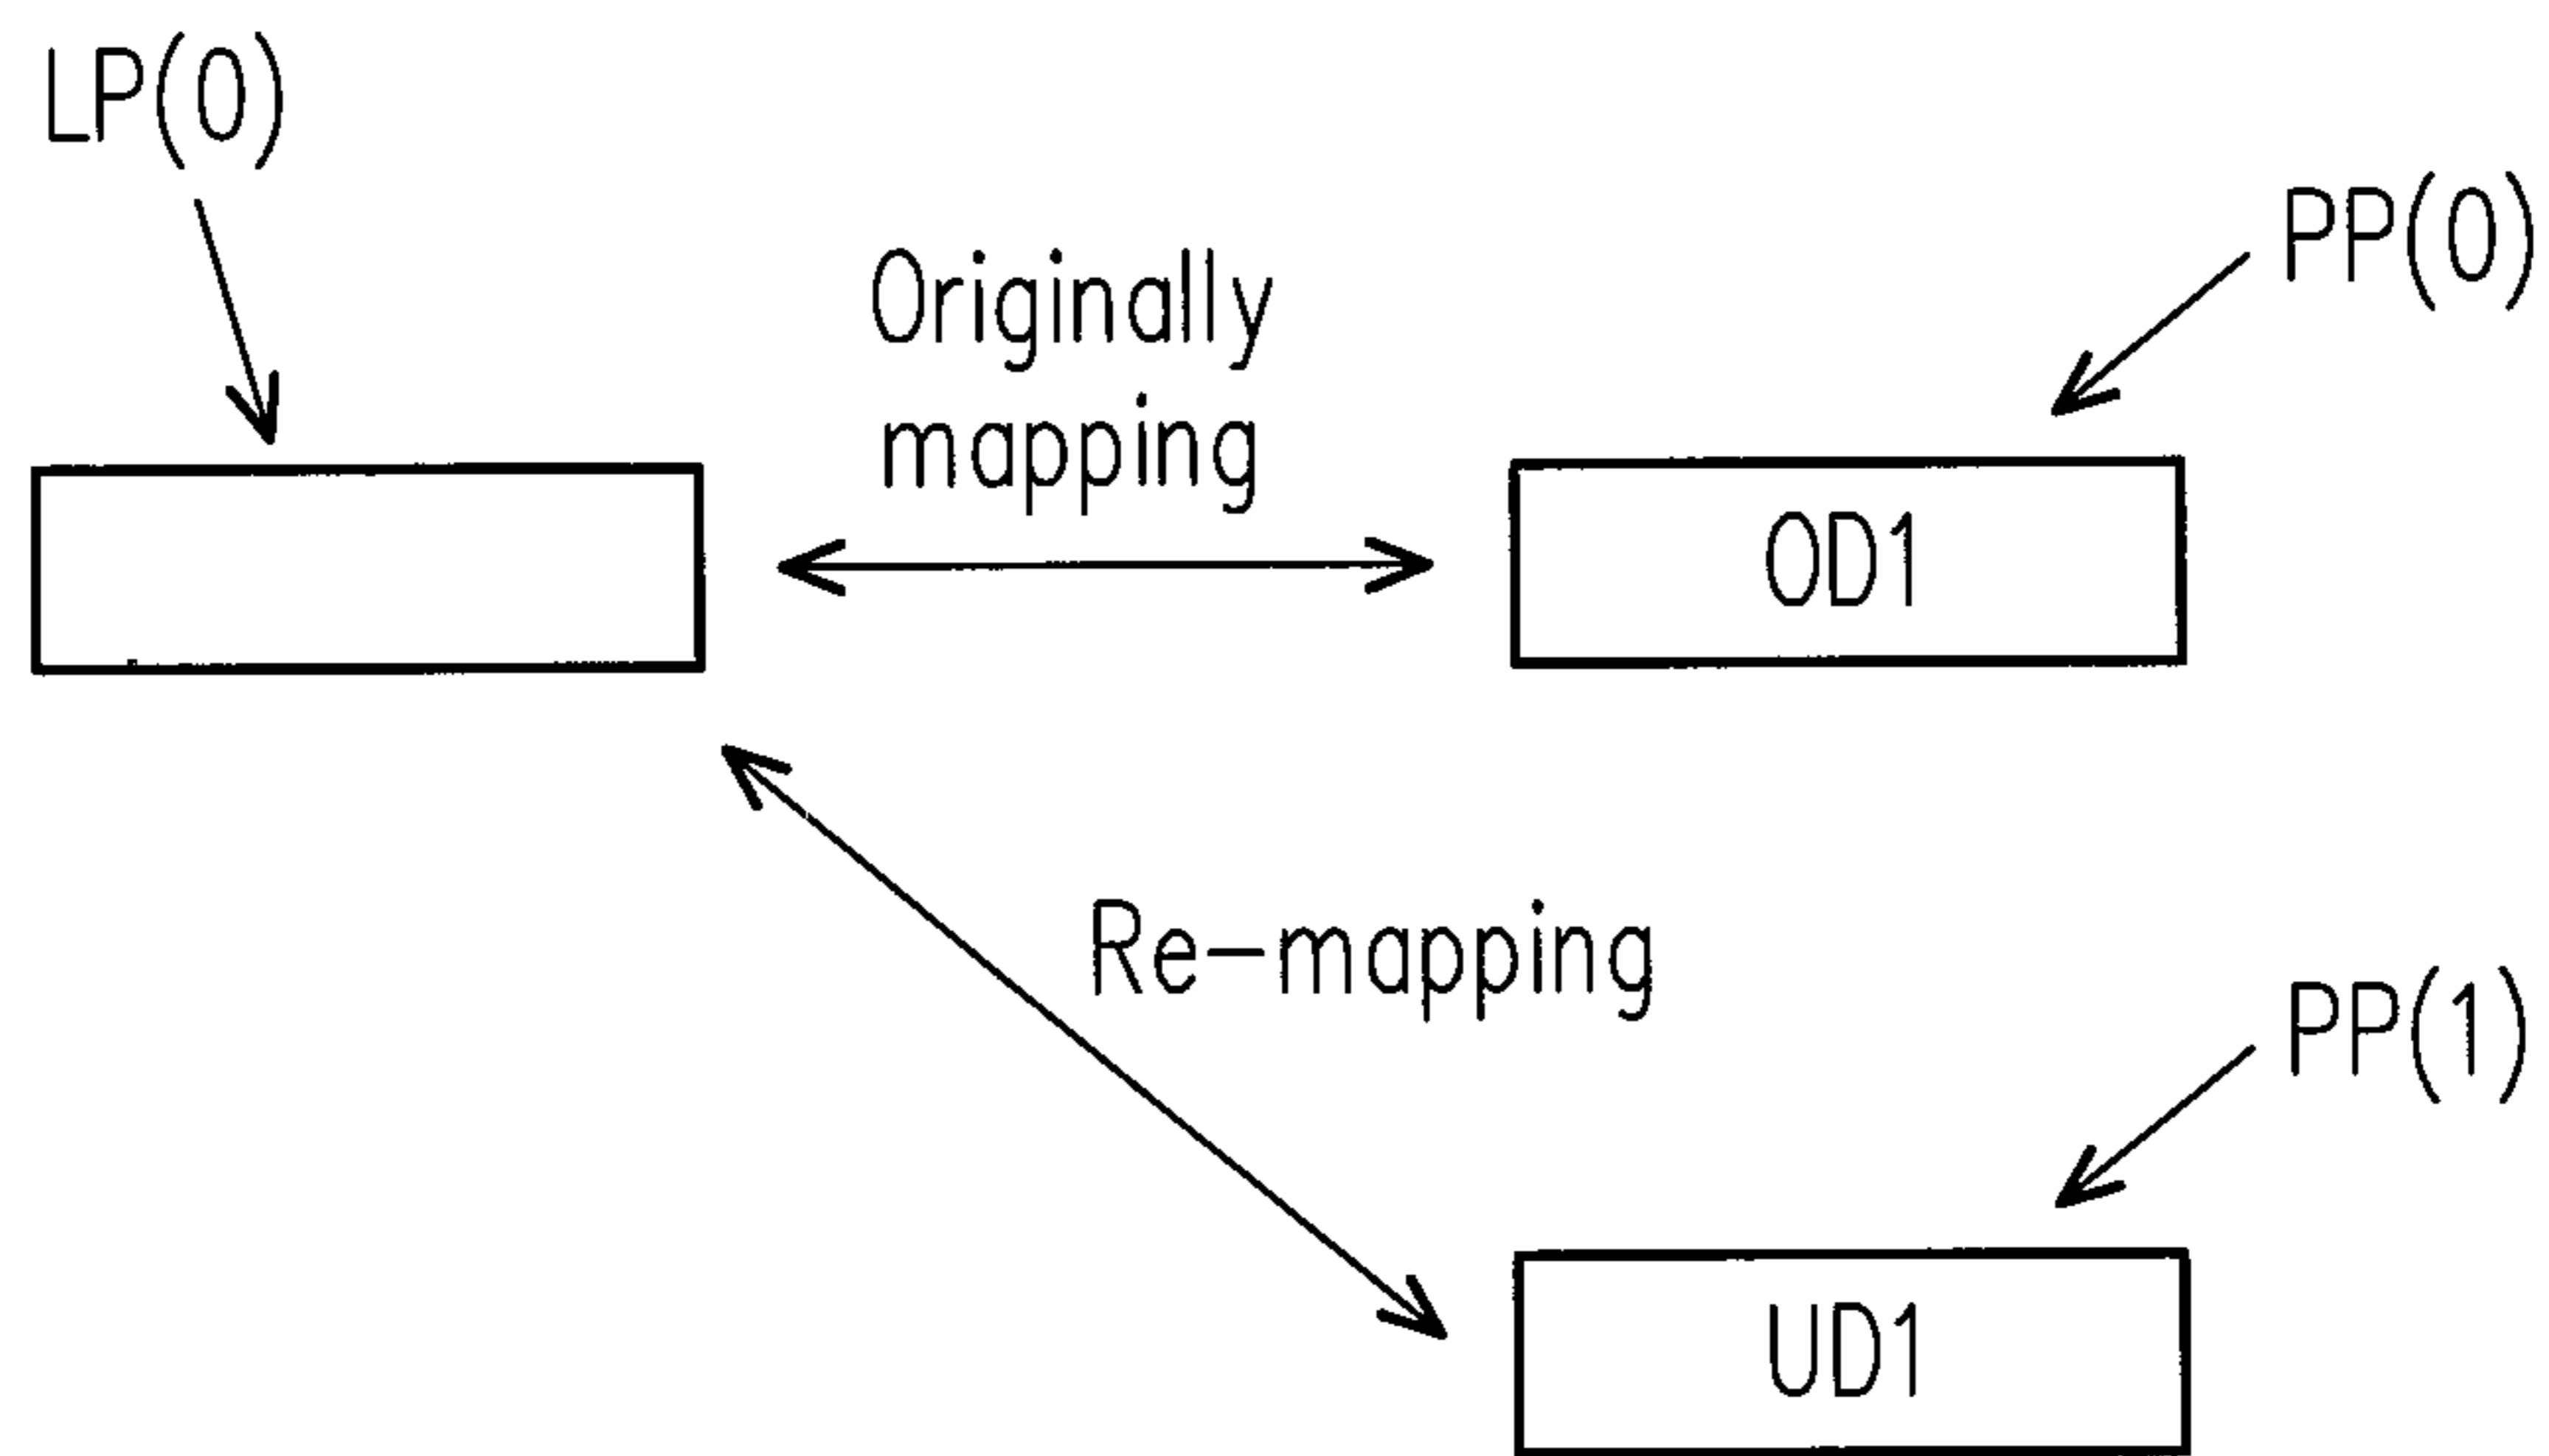 LP(0)
PP(0)
Originally
mapping
OD1
Re-mapping
PP(1)
UD1